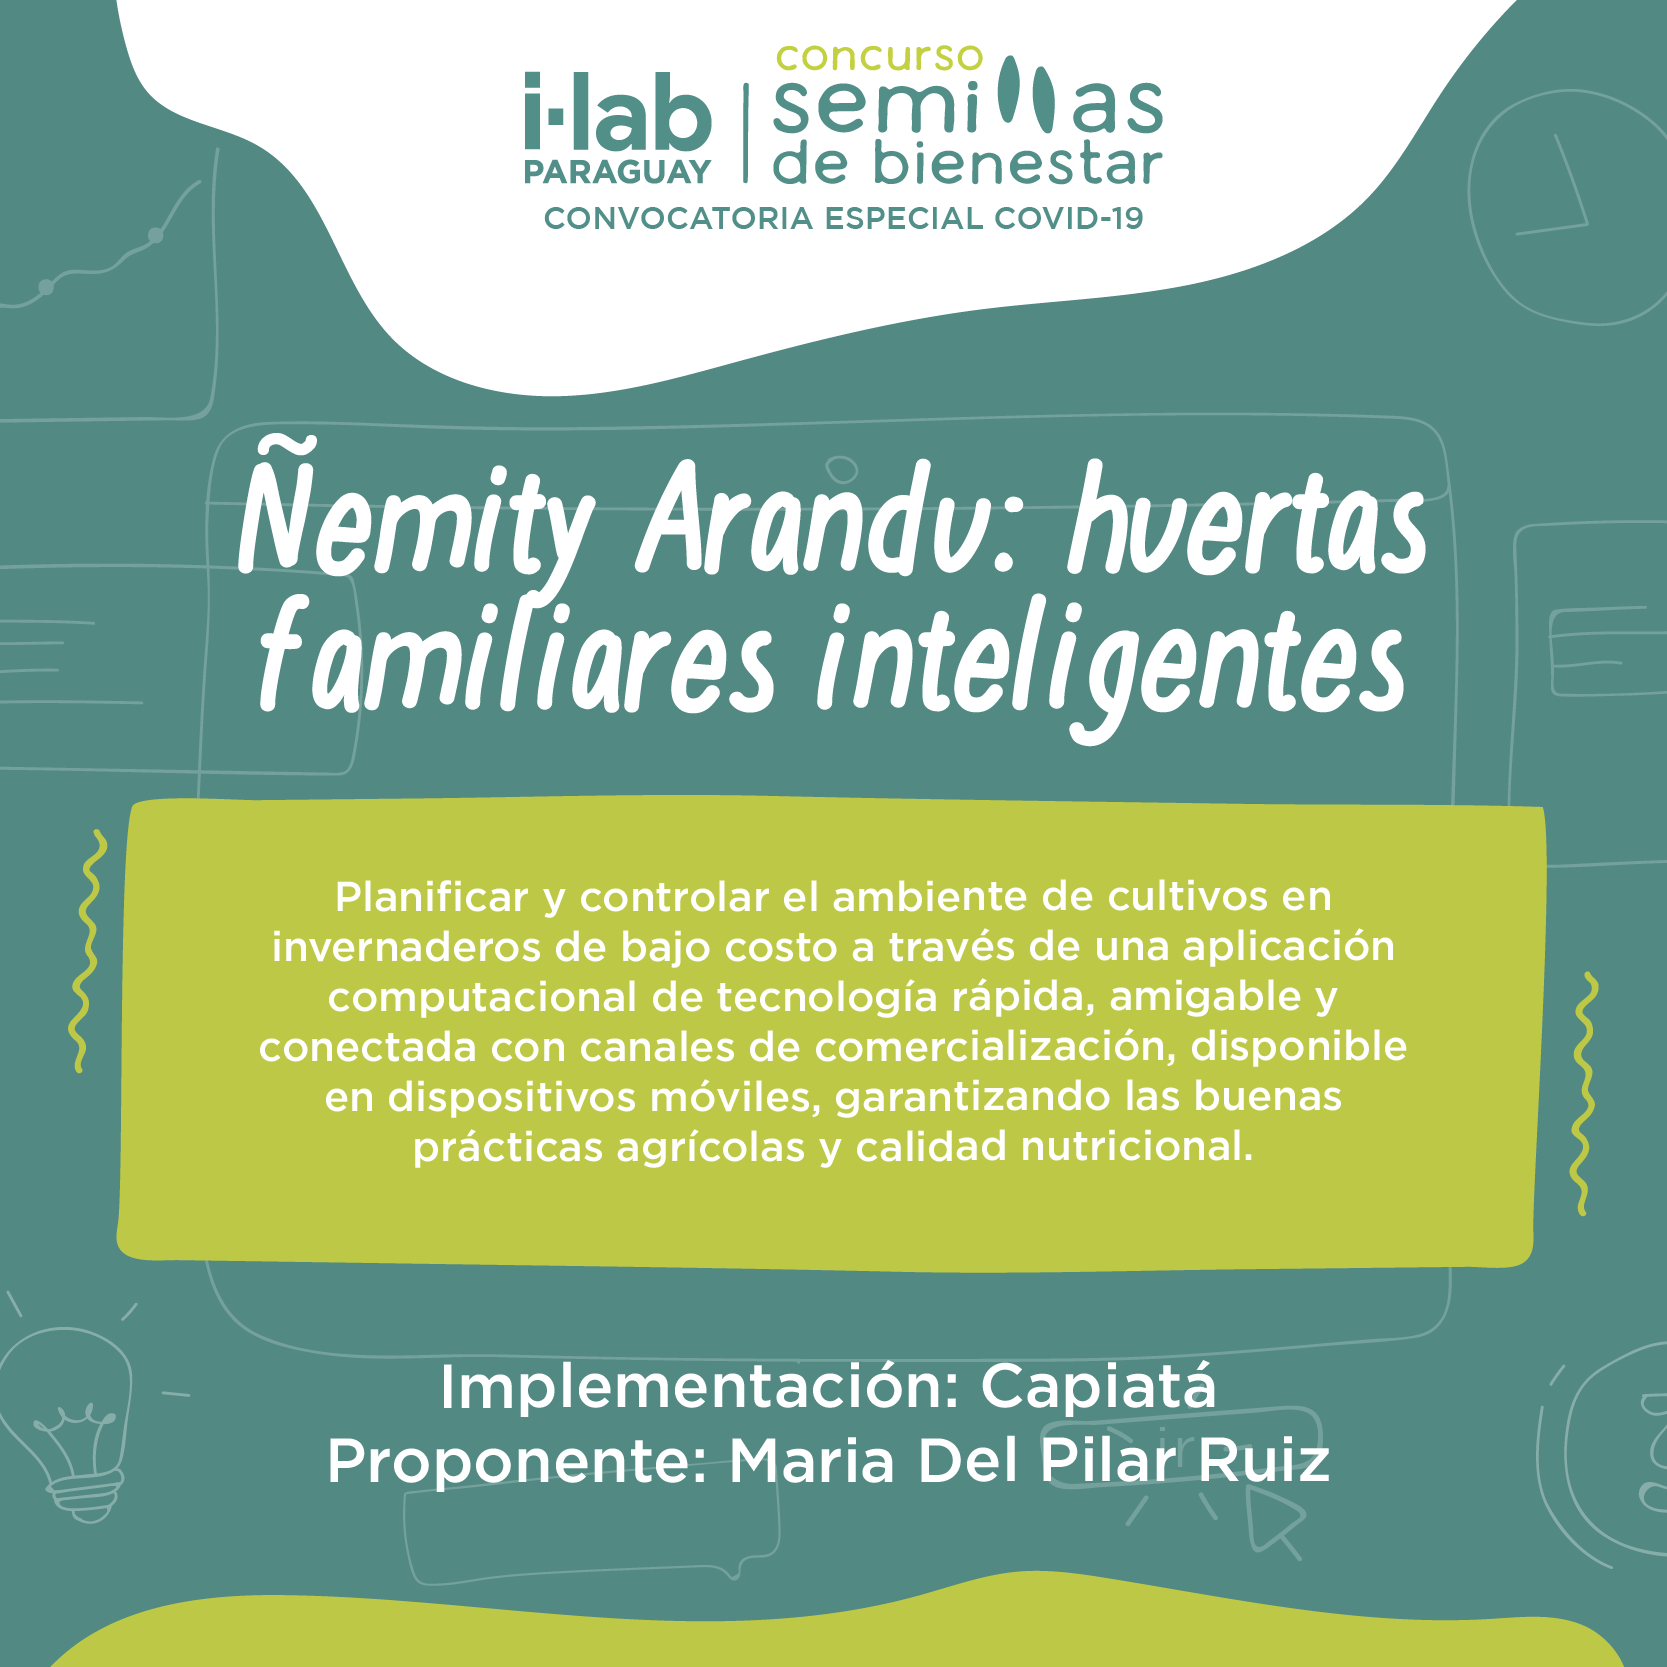 i·lab
PARAGUAY
concurso
semillas
de bienestar
CONVOCATORIA ESPECIAL COVID-19
Ñemity Arandu: huertas
familiares inteligentes
Planificar y controlar el ambiente de cultivos en
invernaderos de bajo costo a través de una aplicación
computacional de tecnología rápida, amigable y
conectada con canales de comercialización, disponible
en dispositivos móviles, garantizando las buenas
prácticas agrícolas y calidad nutricional.
Implementación: Capiatá
Proponente: Maria Del Pilar Ruiz
ir